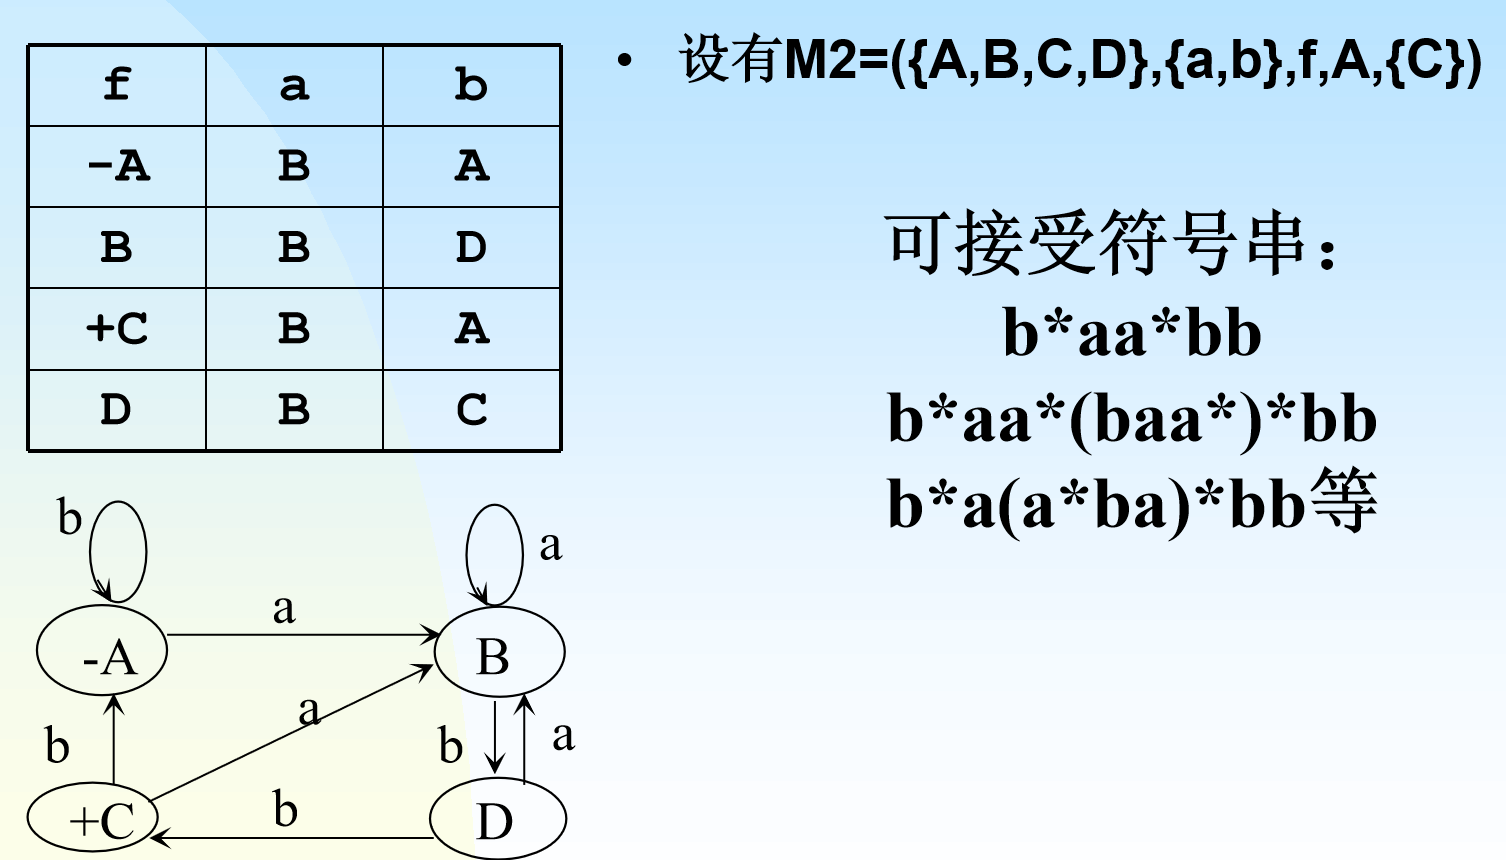 f a b
-A B A
B B D
+C B A
D B C
• 设有M2=({A,B,C,D},{a,b},f,A,{C})
可接受符号串：
b*aa*bb
b*aa*(baa*)*bb
b*a(a*ba)*bb等
b
a
a
-A
B
a
b
b
a
b
+C
D